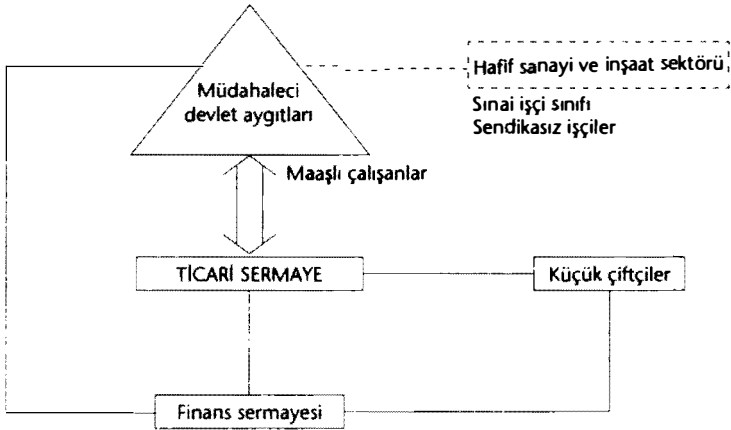 Müdahaleci
devlet aygıtları
Hafif sanayi ve inşaat sektörü
Sınai işçi sınıfı
Sendikasız işçiler
Maaşlı çalışanlar
TİCARİ SERMAYE
Küçük çiftçiler
Finans sermayesi